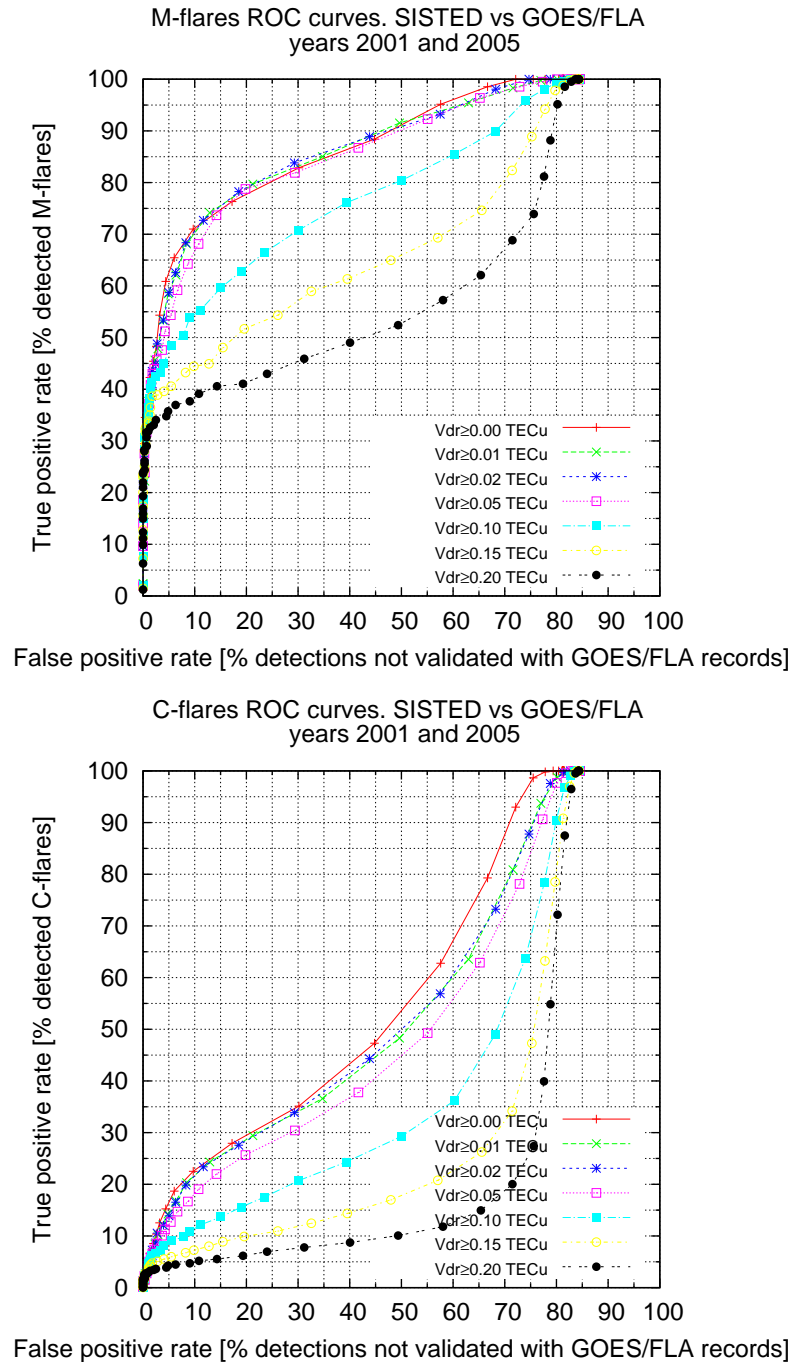 M-flares ROC curves. SISTED vs GOES/FLA
years 2001 and 2005
100
90
80
70
60
50
40
30
20
10
0
True positive rate [% detected M-flares]
Vdr≥0.00 TECu
Vdr≥0.01 TECu
Vdr≥0.02 TECu
Vdr≥0.05 TECu
Vdr≥0.10 TECu
Vdr≥0.15 TECu
Vdr≥0.20 TECu
0 10 20 30 40 50 60 70 80 90 100
False positive rate [% detections not validated with GOES/FLA records]
C-flares ROC curves. SISTED vs GOES/FLA
years 2001 and 2005
100
90
80
70
60
50
40
30
20
10
0
True positive rate [% detected C-flares]
Vdr≥0.00 TECu
Vdr≥0.01 TECu
Vdr≥0.02 TECu
Vdr≥0.05 TECu
Vdr≥0.10 TECu
Vdr≥0.15 TECu
Vdr≥0.20 TECu
0 10 20 30 40 50 60 70 80 90 100
False positive rate [% detections not validated with GOES/FLA records]